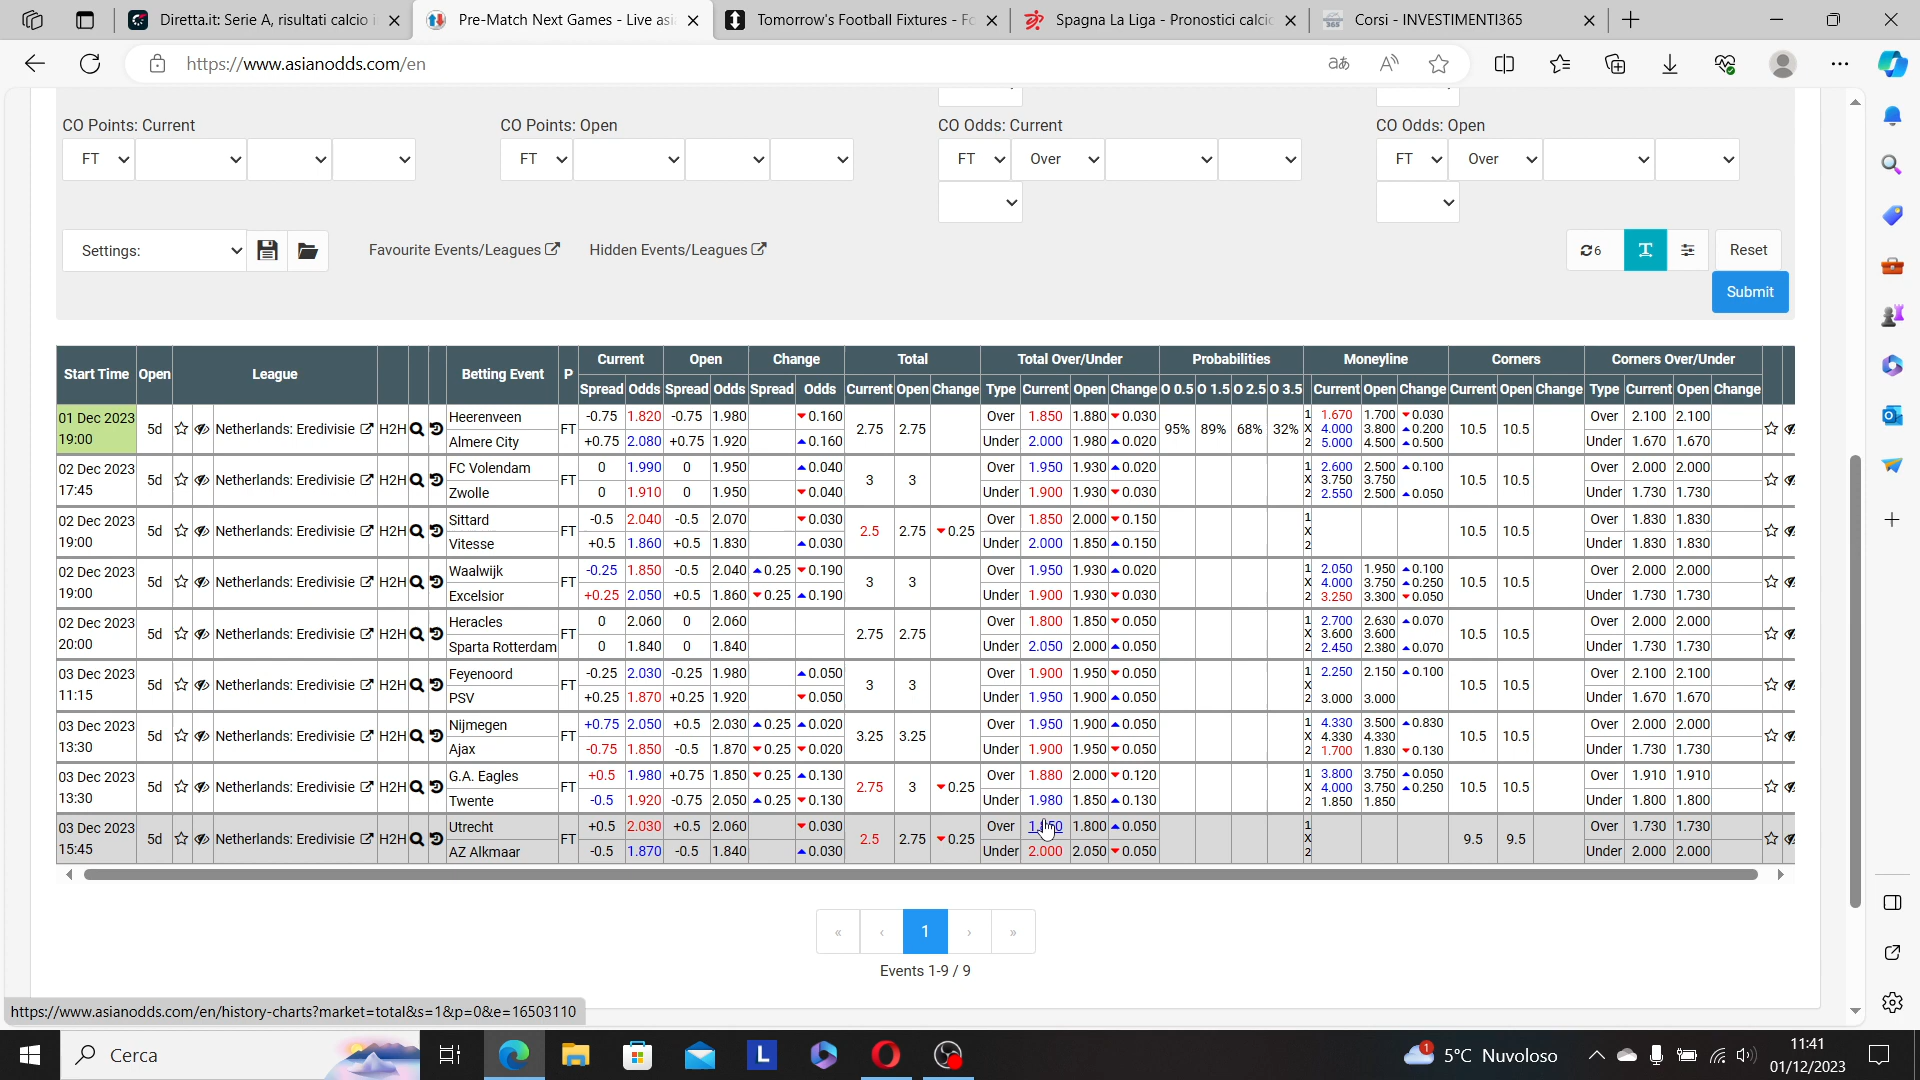 Diretta.it: Serie A, risultati calcio i
Pre-Match Next Games - Live asia
Tomorrow's Football Fixtures - Fo
Spagna La Liga - Pronostici calcio
Corsi - INVESTIMENTI365
https://www.asianodds.com/en
CO Points: Current CO Points: Open CO Odds: Current CO Odds: Open
FT FT FT Over FT Over
Settings: Favourite Events/Leagues Hidden Events/Leagues 6 Reset
Submit
Start Time Open League Betting Event P Current Open Change Total Total Over/Under Probabilities Moneyline Corners Corners Over/Under
Spread Odds Spread Odds Spread Odds Current Open Change Type Current Open Change O 0.5 O 1.5 O 2.5 O 3.5 Current Open Change Current Open Change Type Current Open Change
01 Dec 2023 19:00 5d Netherlands: Eredivisie H2H FT 2.75 2.75 95% 89% 68% 32% 10.5 10.5
Heerenveen -0.75 1.820 -0.75 1.980 0.160 Over 1.850 1.880 0.030 1 1.670 1.700 0.030 Over 2.100 2.100
X 4.000 3.800 0.200
Almere City +0.75 2.080 +0.75 1.920 0.160 Under 2.000 1.980 0.020 2 5.000 4.500 0.500 Under 1.670 1.670
02 Dec 2023 17:45 5d Netherlands: Eredivisie H2H FT 3 3 10.5 10.5
FC Volendam 0 1.990 0 1.950 0.040 Over 1.950 1.930 0.020 1 2.600 2.500 0.100 Over 2.000 2.000
X 3.750 3.750
Zwolle 0 1.910 0 1.950 0.040 Under 1.900 1.930 0.030 2 2.550 2.500 0.050 Under 1.730 1.730
02 Dec 2023 19:00 5d Netherlands: Eredivisie H2H FT 2.5 2.75 0.25 10.5 10.5
Sittard -0.5 2.040 -0.5 2.070 0.030 Over 1.850 2.000 0.150 1 Over 1.830 1.830
X
Vitesse +0.5 1.860 +0.5 1.830 0.030 Under 2.000 1.850 0.150 2 Under 1.830 1.830
02 Dec 2023 19:00 5d Netherlands: Eredivisie H2H FT 3 3 10.5 10.5
Waalwijk -0.25 1.850 -0.5 2.040 0.25 0.190 Over 1.950 1.930 0.020 1 2.050 1.950 0.100 Over 2.000 2.000
X 4.000 3.750 0.250
Excelsior +0.25 2.050 +0.5 1.860 0.25 0.190 Under 1.900 1.930 0.030 2 3.250 3.300 0.050 Under 1.730 1.730
02 Dec 2023 20:00 5d Netherlands: Eredivisie H2H FT 2.75 2.75 10.5 10.5
Heracles 0 2.060 0 2.060 Over 1.800 1.850 0.050 1 2.700 2.630 0.070 Over 2.000 2.000
X 3.600 3.600
Sparta Rotterdam 0 1.840 0 1.840 Under 2.050 2.000 0.050 2 2.450 2.380 0.070 Under 1.730 1.730
03 Dec 2023 11:15 5d Netherlands: Eredivisie H2H FT 3 3 10.5 10.5
Feyenoord -0.25 2.030 -0.25 1.980 0.050 Over 1.900 1.950 0.050 1 2.250 2.150 0.100 Over 2.100 2.100
X
PSV +0.25 1.870 +0.25 1.920 0.050 Under 1.950 1.900 0.050 2 3.000 3.000 Under 1.670 1.670
03 Dec 2023 13:30 5d Netherlands: Eredivisie H2H FT 3.25 3.25 10.5 10.5
Nijmegen +0.75 2.050 +0.5 2.030 0.25 0.020 Over 1.950 1.900 0.050 1 4.330 3.500 0.830 Over 2.000 2.000
X 4.330 4.330
Ajax -0.75 1.850 -0.5 1.870 0.25 0.020 Under 1.900 1.950 0.050 2 1.700 1.830 0.130 Under 1.730 1.730
03 Dec 2023 13:30 5d Netherlands: Eredivisie H2H FT 2.75 3 0.25 10.5 10.5
G.A. Eagles +0.5 1.980 +0.75 1.850 0.25 0.130 Over 1.880 2.000 0.120 1 3.800 3.750 0.050 Over 1.910 1.910
X 4.000 3.750 0.250
Twente -0.5 1.920 -0.75 2.050 0.25 0.130 Under 1.980 1.850 0.130 2 1.850 1.850 Under 1.800 1.800
03 Dec 2023 15:45 5d Netherlands: Eredivisie H2H FT 2.5 2.75 0.25 9.5 9.5
Utrecht +0.5 2.030 +0.5 2.060 0.030 Over 1.800 0.050 1 Over 1.730 1.730
X
AZ Alkmaar -0.5 1.870 -0.5 1.840 0.030 Under 2.000 2.050 0.050 2 Under 2.000 2.000
« ‹ 1 › »
Events 1-9 / 9
https://www.asianodds.com/en/history-charts?market=total&s=1&p=0&e=16503110
Cerca
1 5°C Nuvoloso
11:41
01/12/2023